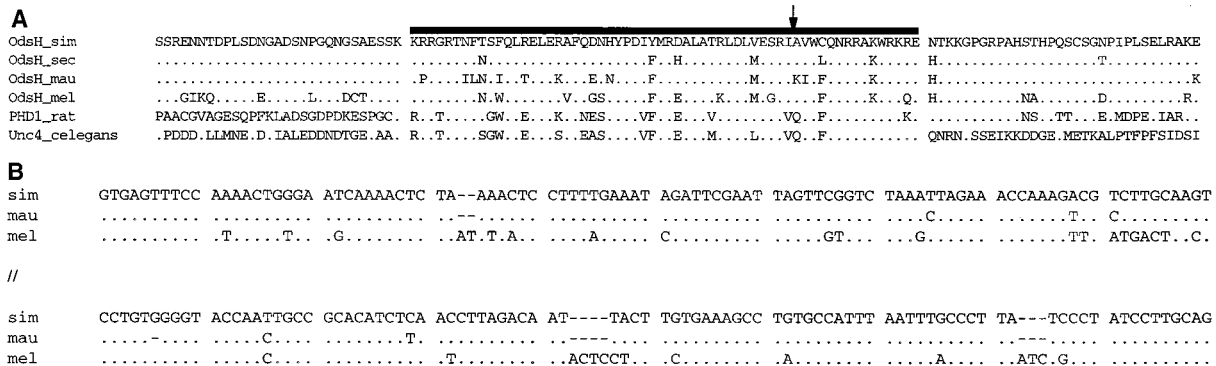 A
OdsH_sim SSRENNTDPLSDNGADSNPGQNGSAESSK KRRGRTNFTSFQLRELERAFQDNHYPDIYMRDALATRLDLVESRIAVWCQNRRAKWRKRE NTKKGPGRPAHSTHPQSCSGNPIPLSELRAKE
OdsH_sec ............................. ........N...................F..H.........M........L.....K..... H.................T.............
OdsH_mau ............................. .P....ILN.I..T...K...E.N....F..D.........M....KI..F.....K..... H..............................K
OdsH_mel ...GIKQ....E....L...DCT...... ........N.W......V..GS.....F..E.........M.G......F.....K...Q. H...........NA......D........R..
PHD1_rat PAACGVAGESQPFKLADSGDPDKESPGC. R..T.....GW..E....K...NES...VF..E....M.........VQ..F.........K. ............NS...TT...E.MDPE.IAR..
Unc4_celegans .PDDD.LLMNE.D.IALEDDNDTGE.AA. R..T....SGW..E....S...EAS...VF..E....V.........VQ..F........... QNRN.SSEIKKDDGE.METKALPTFPFSIDSI
B
sim GTGAGTTTCC AAAACTGGGA ATCAAAACTC TA--AAACTCC CTTTTGAAAT AGATTCGAAT TAGTTCGGTC TAAATTAGAA ACCAAAGACG TCTTGCAAGT
mau .......... .......... .......... ..--....... .......... .......... .......... ....C..... .......T.. C.........
mel .......... ..T....T.. .G........ ..AT.T.A... ....A..... C......... ......GT.. ...G...... .......TT. ATGACT..C.
//
sim CCTGTGGGGT ACCAATTGCC GCACATCTCA ACCTTAGACA AT----TACT TGTGAAAGCC TGTGCCATTT AATTTGCCCT TA---TCCCT ATCCTTGCAG
mau .....-.... .....C.... ........T. .......... ..----.... .......... .......... .......... ..---..... ..........
mel .......... .....C.... .......... ..T....... ..ACTCCT.. ..C....... ...A...... ......A... ..ATC.G... ..........